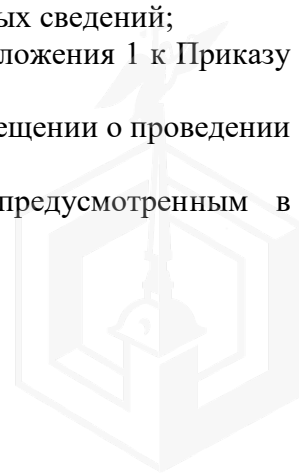 ых сведений;
ложения 1 к Приказу
ещении о проведении
предусмотренным в